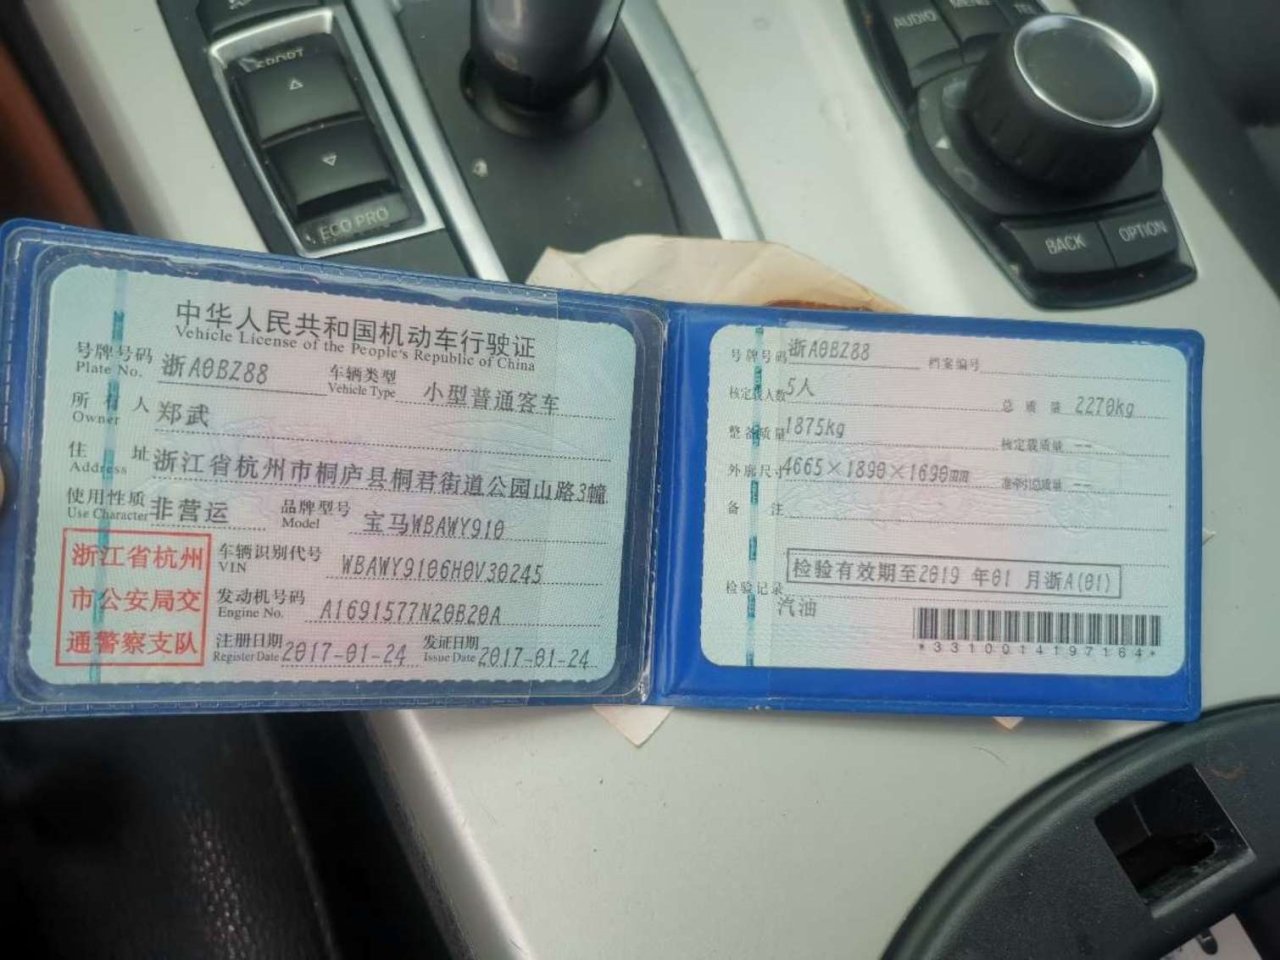 SPORT
ECO PRO
AUDIO
MENU
TEL
BACK
OPTION
中华人民共和国机动车行驶证
Vehicle License of the People's Republic of China
号牌号码 浙A0BZ88 车辆类型 小型普通客车
Plate No. Vehicle Type
所有人 郑武
Owner
住址 浙江省杭州市桐庐县桐君街道公园山路3幢
Address
使用性质 非营运 品牌型号 宝马WBAWY910
Use Character Model
浙江省杭州
市公安局交
通警察支队
车辆识别代号 WBAWY9106H0V30245
VIN
发动机号码 A1691577N20B20A
Engine No.
注册日期 2017-01-24 发证日期 2017-01-24
Register Date Issue Date
号牌号码 浙A0BZ88 档案编号
核定载人数 5人 总质量 2270kg
整备质量 1875kg 核定载质量 --
外廓尺寸 4665×1890×1690mm 准牵引总质量 --
备注
检验记录 检验有效期至2019年01月浙A(01)
汽油
*3310014197164*